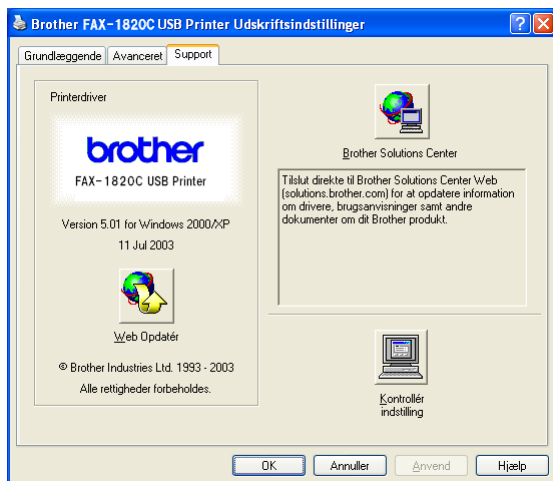 Brother FAX-1820C USB Printer Udskriftsindstillinger
Grundlæggende Avanceret Support
Printerdriver
brother
FAX-1820C USB Printer
Version 5.01 for Windows 2000/XP
11 Jul 2003
Web Opdatér
© Brother Industries Ltd. 1993 - 2003
Alle rettigheder forbeholdes.
Brother Solutions Center
Tilslut direkte til Brother Solutions Center Web
(solutions.brother.com) for at opdatere information
om drivere, brugsanvisninger samt andre
dokumenter om dit Brother produkt.
Kontrollér
indstilling
OK Annuller Anvend Hjælp